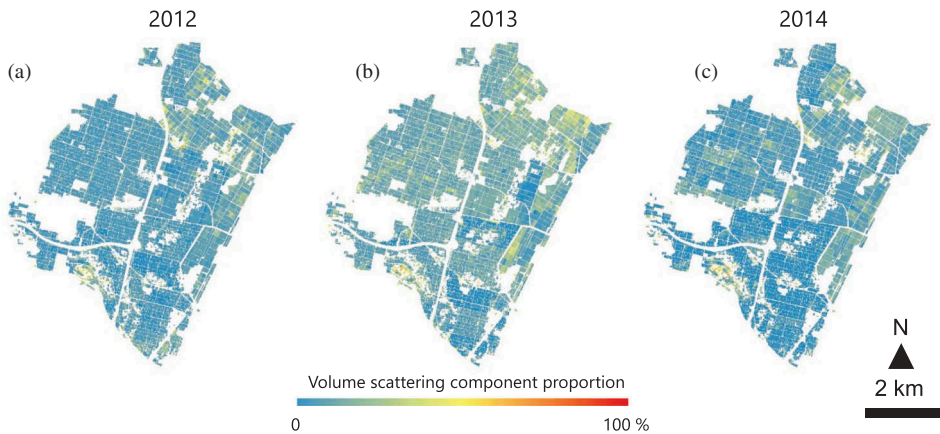 2012 2013 2014
(a) (b) (c)
N
2 km
Volume scattering component proportion
0 100 %